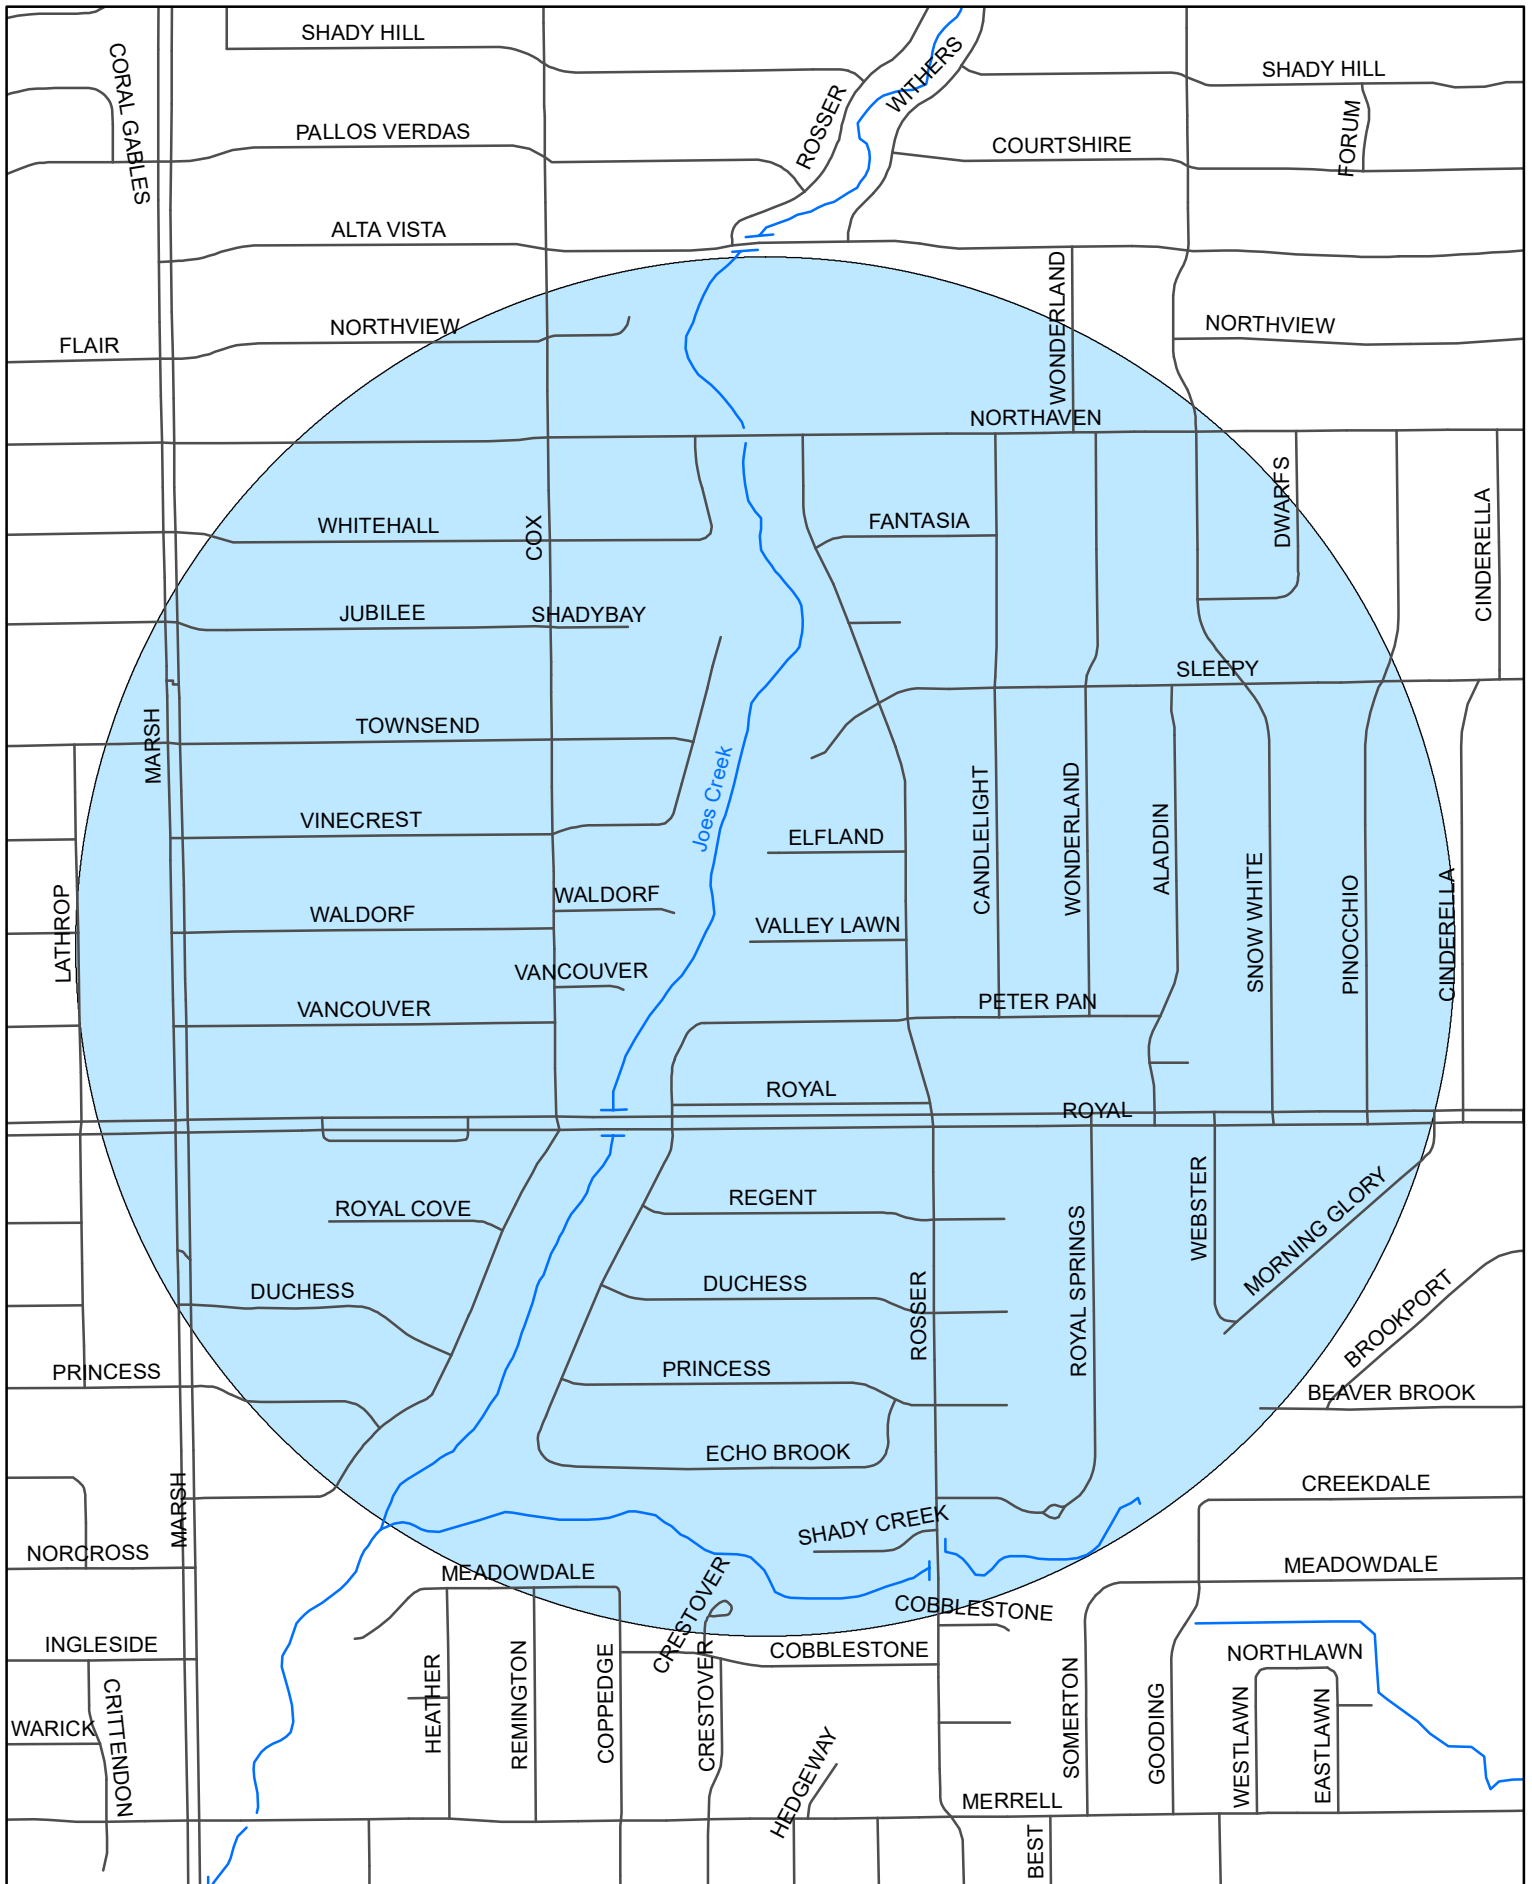 SHADY HILL
CORAL GABLES
WITHERS
SHADY HILL
ROSSER
PALLOS VERDAS
COURTSHIRE
FORUM
ALTA VISTA
WONDERLAND
NORTHVIEW
NORTHVIEW
FLAIR
NORTHAVEN
DWARFS
CINDERELLA
WHITEHALL
COX
FANTASIA
JUBILEE
SHADYBAY
SLEEPY
MARSH
TOWNSEND
Joes Creek
CANDLELIGHT
WONDERLAND
ALADDIN
VINECREST
ELFLAND
SNOW WHITE
PINOCCHIO
CINDERELLA
LATHROP
WALDORF
WALDORF
VALLEY LAWN
VANCOUVER
VANCOUVER
PETER PAN
ROYAL
ROYAL
ROYAL COVE
REGENT
WEBSTER
MORNING GLORY
ROYAL SPRINGS
DUCHESS
DUCHESS
ROSSER
BROOKPORT
PRINCESS
PRINCESS
BEAVER BROOK
ECHO BROOK
CREEKDALE
MARSH
SHADY CREEK
NORCROSS
MEADOWDALE
MEADOWDALE
CRESTOVER
COBBLESTONE
INGLESIDE
COBBLESTONE
NORTHLAWN
HEATHER
REMINGTON
COPPEDGE
CRESTOVER
SOMERTON
GOODING
WESTLAWN
EASTLAWN
WARICK
CRITTENDON
HEDGEWAY
MERRELL
BEST